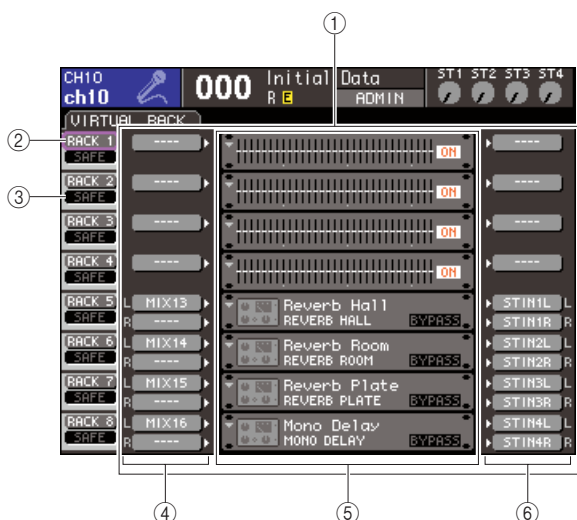 ①
CH10 ch10 000 Initial Data R E ADMIN ST1 ST2 ST3 ST4
VIRTUAL RACK
② RACK 1 SAFE ---- ON ----
③ RACK 2 SAFE ---- ON ----
RACK 3 SAFE ---- ON ----
RACK 4 SAFE ---- ON ----
RACK 5 L MIX13 Reverb Hall STIN1L L
SAFE R ---- REVERB HALL BYPASS STIN1R R
RACK 6 L MIX14 Reverb Room STIN2L L
SAFE R ---- REVERB ROOM BYPASS STIN2R R
RACK 7 L MIX15 Reverb Plate STIN3L L
SAFE R ---- REVERB PLATE BYPASS STIN3R R
RACK 8 L MIX16 Mono Delay STIN4L L
SAFE R ---- MONO DELAY BYPASS STIN4R R
④ ⑤ ⑥